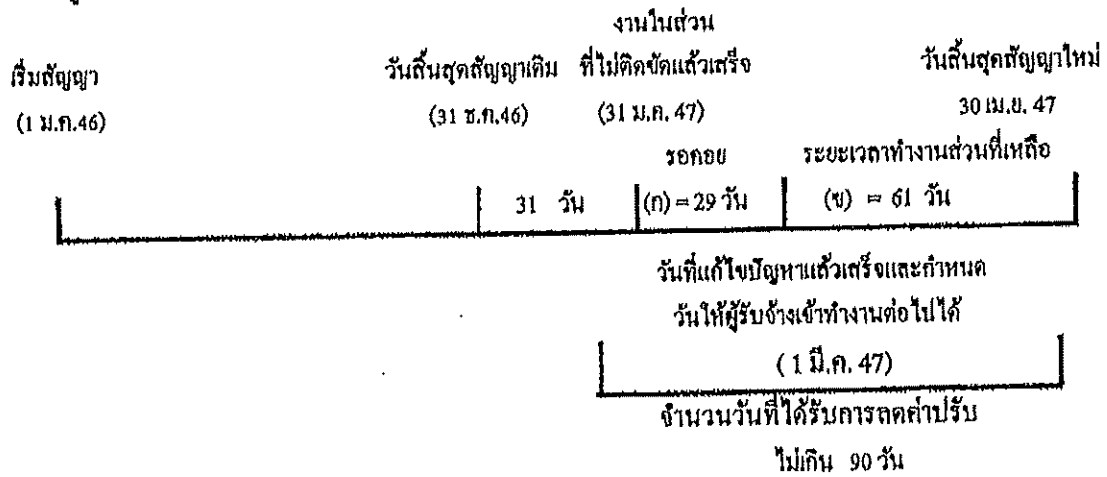 งานในส่วน
เริ่มสัญญา วันสิ้นสุดสัญญาเดิม ที่ไม่ติดขัดแล้วเสร็จ วันสิ้นสุดสัญญาใหม่
(1 ม.ค.46) (31 ธ.ค.46) (31 ม.ค. 47) 30 เม.ย. 47
รอคอย ระยะเวลาทำงานส่วนที่เหลือ
31 วัน (ก) = 29 วัน (ข) = 61 วัน
วันที่แก้ไขปัญหาแล้วเสร็จและกำหนด
วันให้ผู้รับจ้างเข้าทำงานต่อไปได้
( 1 มี.ค. 47)
จำนวนวันที่ได้รับการลดค่าปรับ
ไม่เกิน 90 วัน